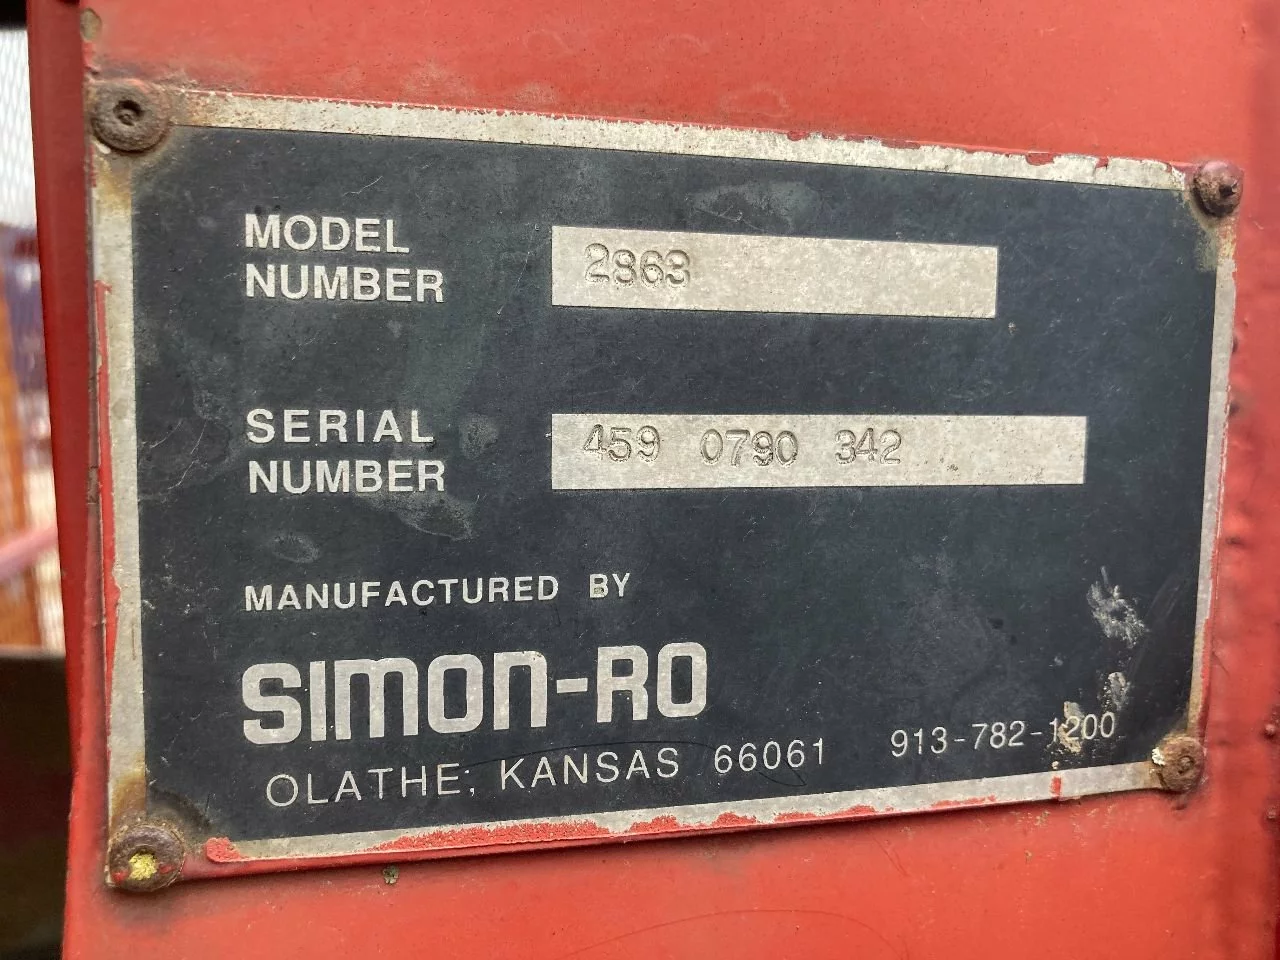 MODEL
NUMBER 2863
SERIAL
NUMBER 459 0790 342
MANUFACTURED BY
SIMON-RO
OLATHE, KANSAS 66061 913-782-1200